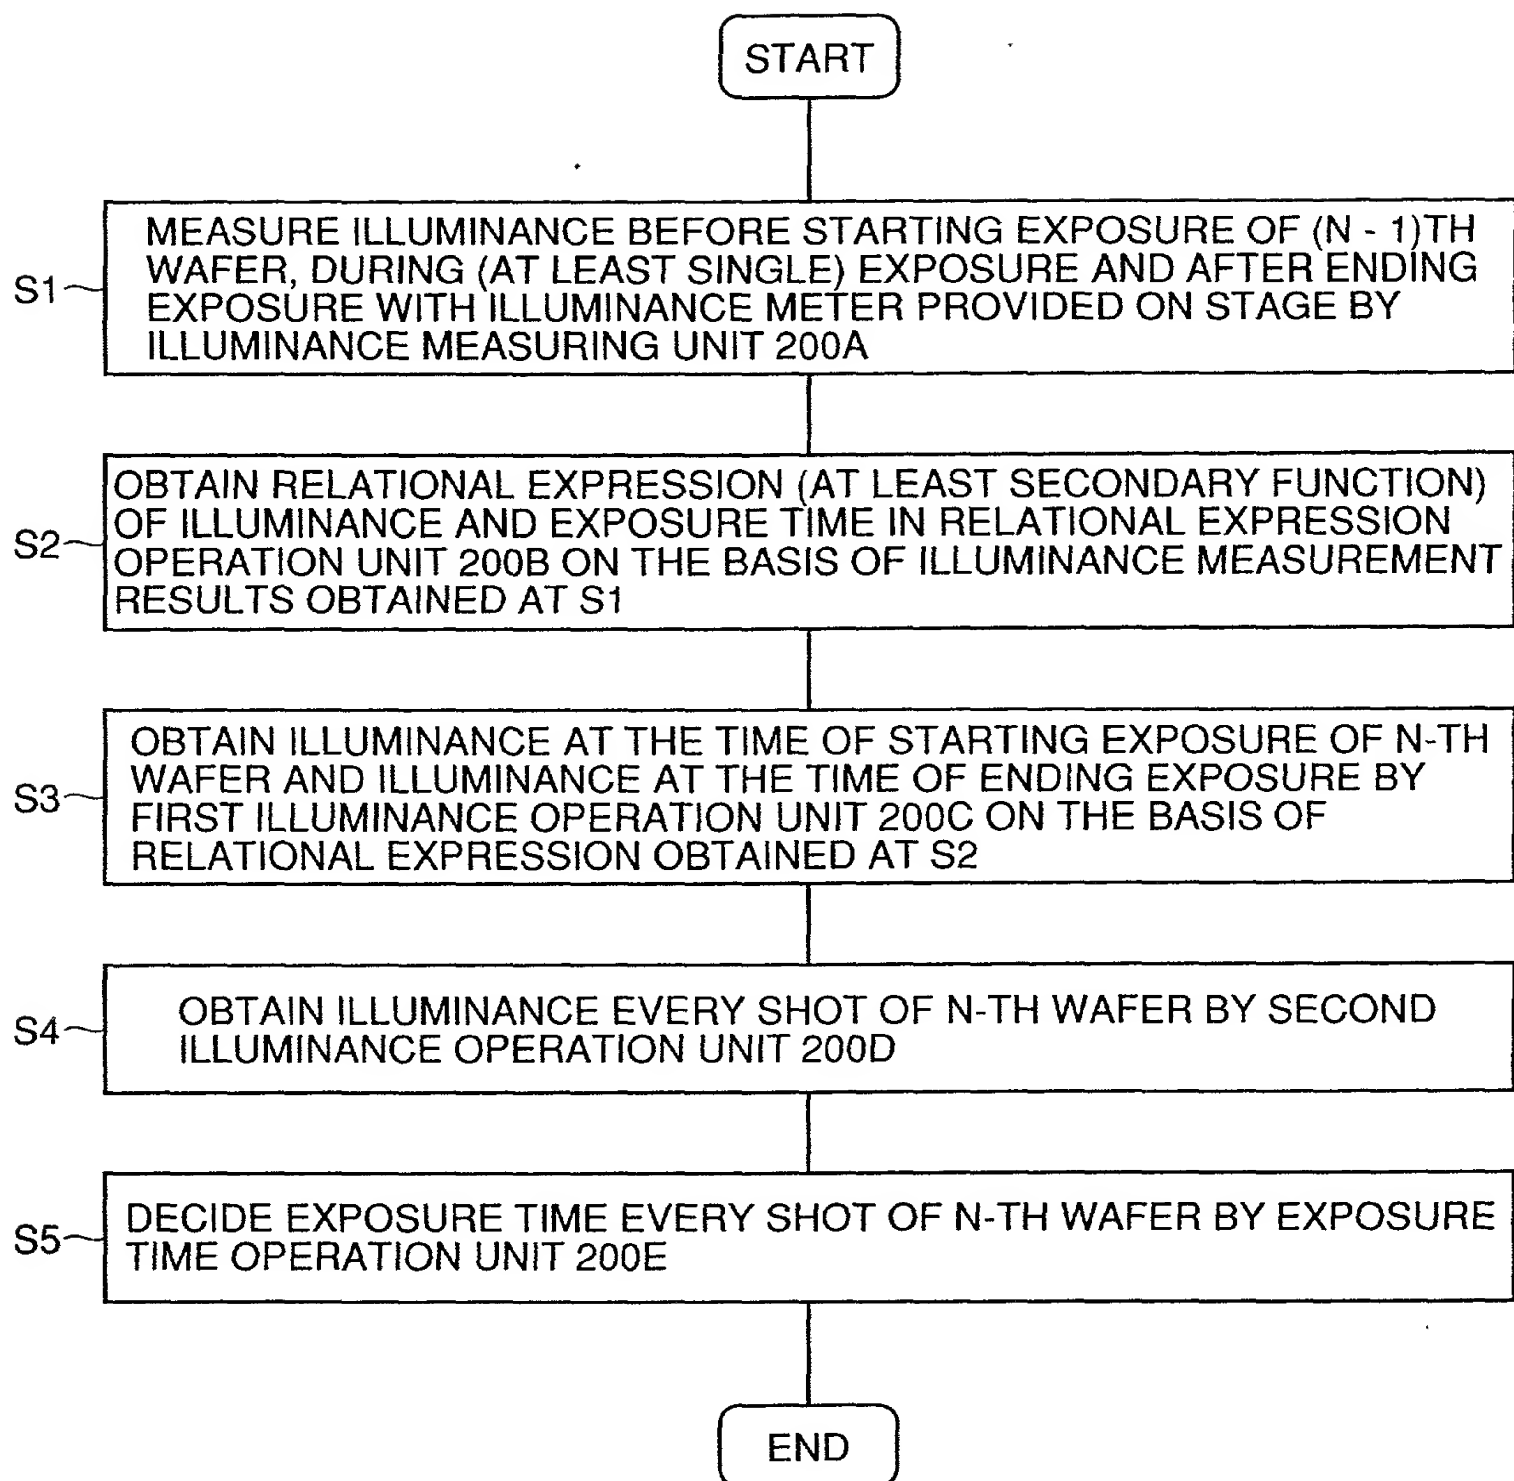 START
S1
MEASURE ILLUMINANCE BEFORE STARTING EXPOSURE OF (N - 1)TH
WAFER, DURING (AT LEAST SINGLE) EXPOSURE AND AFTER ENDING
EXPOSURE WITH ILLUMINANCE METER PROVIDED ON STAGE BY
ILLUMINANCE MEASURING UNIT 200A
S2
OBTAIN RELATIONAL EXPRESSION (AT LEAST SECONDARY FUNCTION)
OF ILLUMINANCE AND EXPOSURE TIME IN RELATIONAL EXPRESSION
OPERATION UNIT 200B ON THE BASIS OF ILLUMINANCE MEASUREMENT
RESULTS OBTAINED AT S1
S3
OBTAIN ILLUMINANCE AT THE TIME OF STARTING EXPOSURE OF N-TH
WAFER AND ILLUMINANCE AT THE TIME OF ENDING EXPOSURE BY
FIRST ILLUMINANCE OPERATION UNIT 200C ON THE BASIS OF
RELATIONAL EXPRESSION OBTAINED AT S2
S4
OBTAIN ILLUMINANCE EVERY SHOT OF N-TH WAFER BY SECOND
ILLUMINANCE OPERATION UNIT 200D
S5
DECIDE EXPOSURE TIME EVERY SHOT OF N-TH WAFER BY EXPOSURE
TIME OPERATION UNIT 200E
END